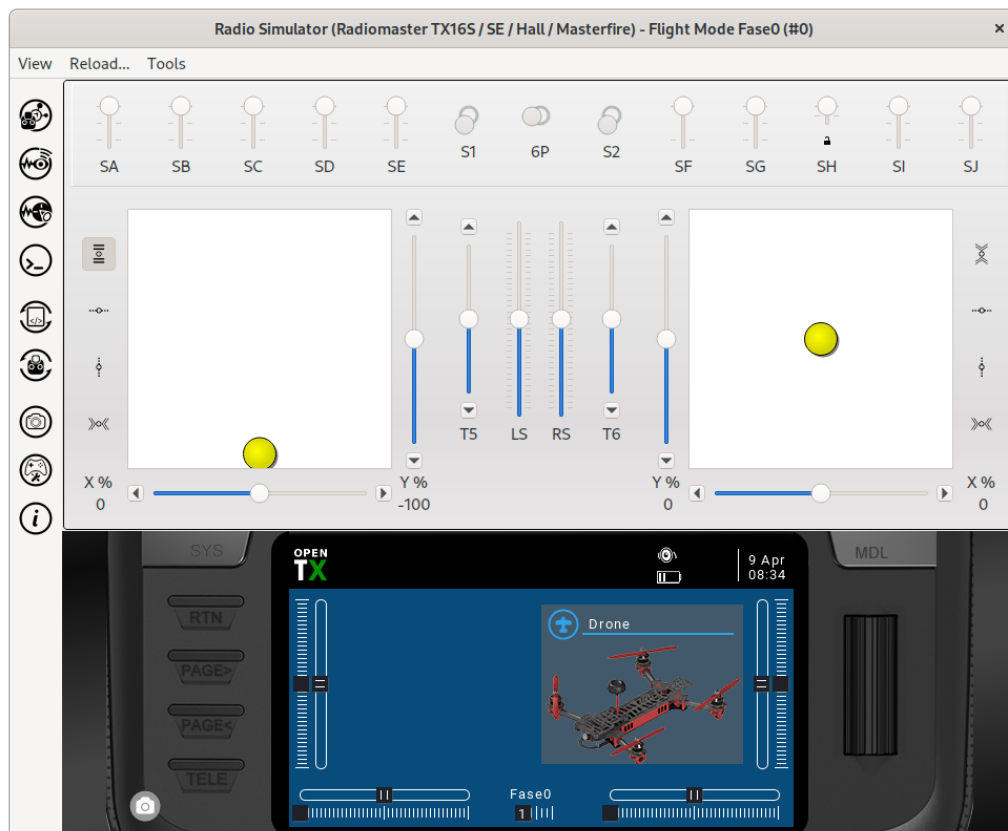 Radio Simulator (Radiomaster TX16S / SE / Hall / Masterfire) - Flight Mode Fase0 (#0)
View Reload... Tools
SA SB SC SD SE S1 6P S2 SF SG SH SI SJ
T5 LS RS T6
X % Y % Y % X %
0 -100 0 0
SYS OPEN TX 9 Apr MDL
08:34
RTN
Drone
PAGE>
PAGE<
TELE
Fase0
1